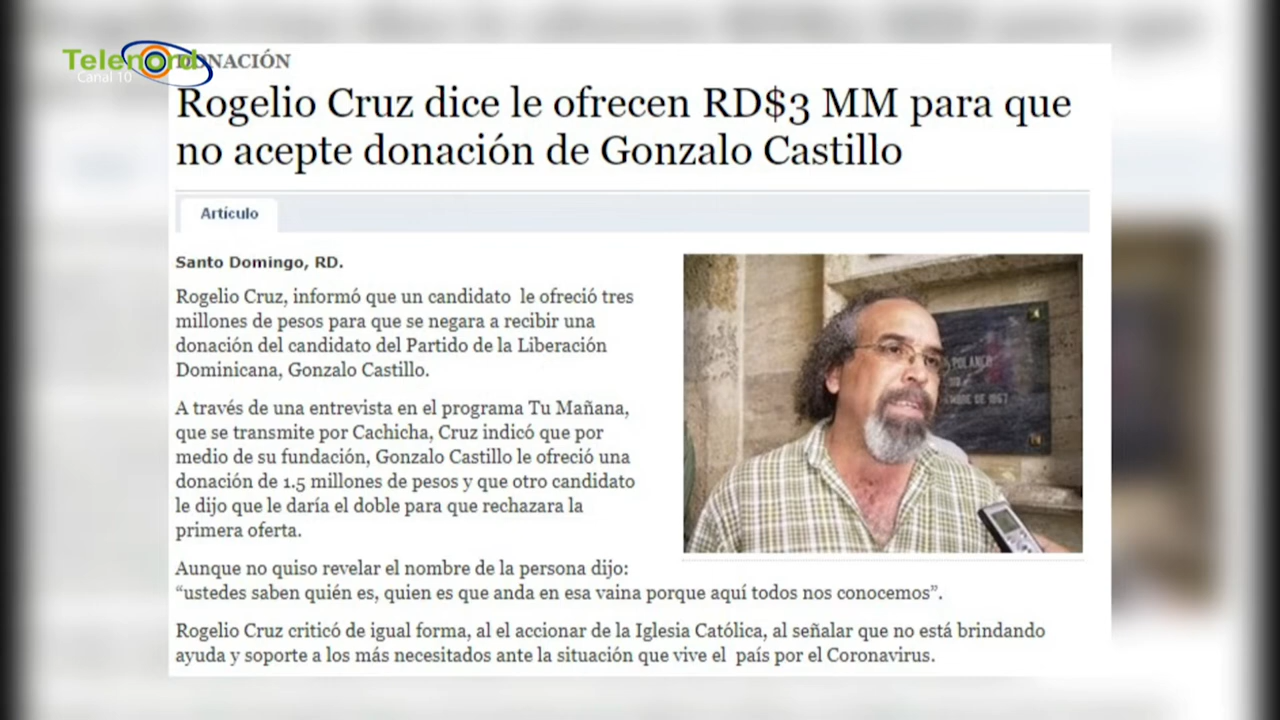 Telenord
Canal 10
DONACIÓN
Rogelio Cruz dice le ofrecen RD$3 MM para que
no acepte donación de Gonzalo Castillo
Artículo
Santo Domingo, RD.
Rogelio Cruz, informó que un candidato le ofreció tres
millones de pesos para que se negara a recibir una
donación del candidato del Partido de la Liberación
Dominicana, Gonzalo Castillo.
A través de una entrevista en el programa Tu Mañana,
que se transmite por Cachicha, Cruz indicó que por
medio de su fundación, Gonzalo Castillo le ofreció una
donación de 1.5 millones de pesos y que otro candidato
le dijo que le daría el doble para que rechazara la
primera oferta.
POLANCO
DE 1967
Aunque no quiso revelar el nombre de la persona dijo:
“ustedes saben quién es, quien es que anda en esa vaina porque aquí todos nos conocemos”.
Rogelio Cruz criticó de igual forma, al el accionar de la Iglesia Católica, al señalar que no está brindando
ayuda y soporte a los más necesitados ante la situación que vive el país por el Coronavirus.